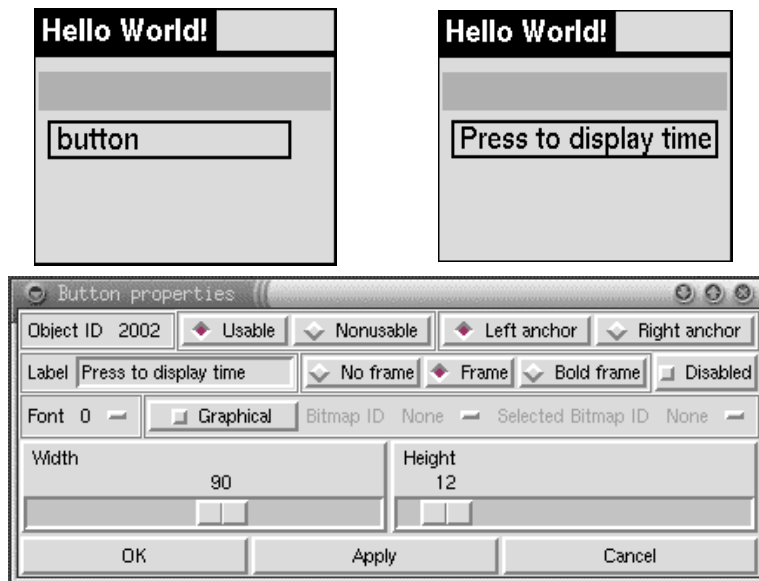 Hello World!
button
Hello World!
Press to display time
Button properties
Object ID 2002 Usable Nonusable Left anchor Right anchor
Label Press to display time No frame Frame Bold frame Disabled
Font 0 Graphical Bitmap ID None Selected Bitmap ID None
Width Height
90 12
OK Apply Cancel